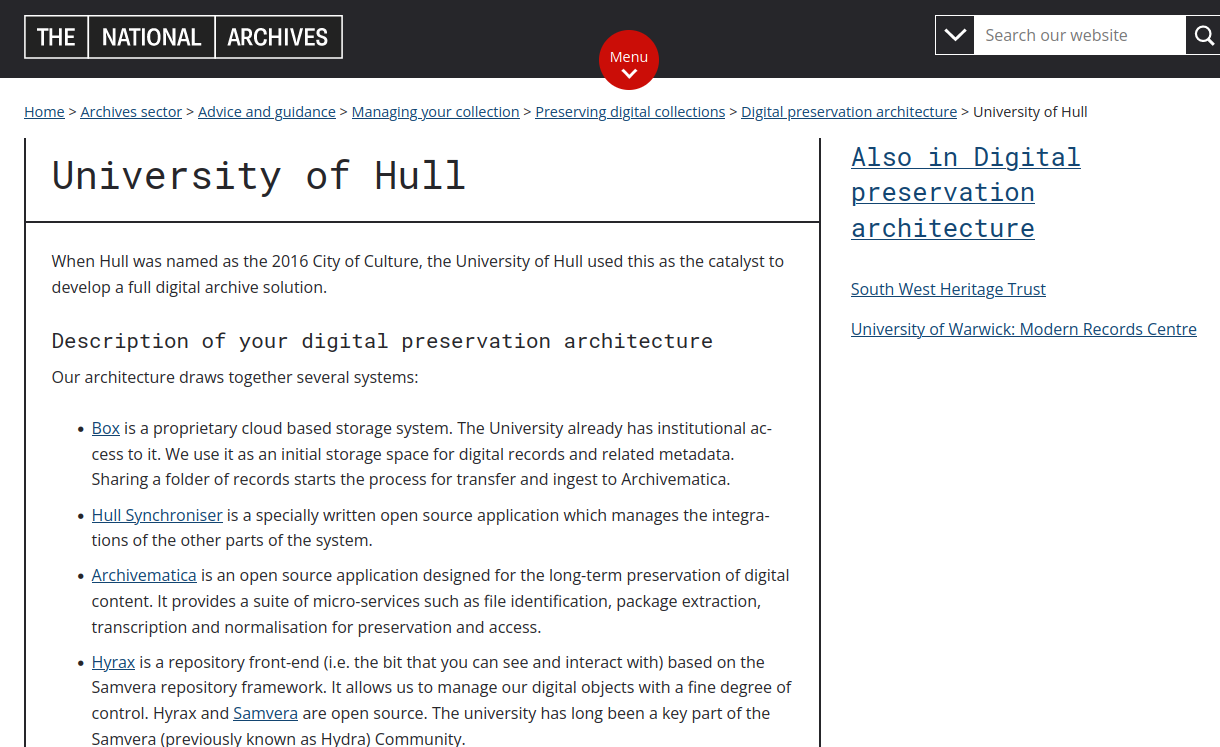 THE NATIONAL ARCHIVES
Menu
Search our website
Home > Archives sector > Advice and guidance > Managing your collection > Preserving digital collections > Digital preservation architecture > University of Hull
University of Hull
When Hull was named as the 2016 City of Culture, the University of Hull used this as the catalyst to
develop a full digital archive solution.
Description of your digital preservation architecture
Our architecture draws together several systems:
• Box is a proprietary cloud based storage system. The University already has institutional ac-
cess to it. We use it as an initial storage space for digital records and related metadata.
Sharing a folder of records starts the process for transfer and ingest to Archivematica.
• Hull Synchroniser is a specially written open source application which manages the integra-
tions of the other parts of the system.
• Archivematica is an open source application designed for the long-term preservation of digital
content. It provides a suite of micro-services such as file identification, package extraction,
transcription and normalisation for preservation and access.
• Hyrax is a repository front-end (i.e. the bit that you can see and interact with) based on the
Samvera repository framework. It allows us to manage our digital objects with a fine degree of
control. Hyrax and Samvera are open source. The university has long been a key part of the
Samvera (previously known as Hydra) Community.
Also in Digital
preservation
architecture
South West Heritage Trust
University of Warwick: Modern Records Centre